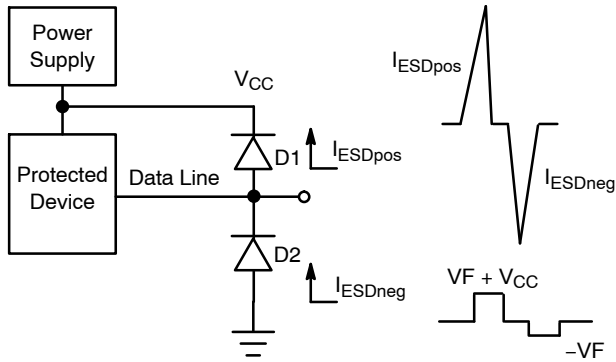 Power
Supply
V_CC
I_ESDpos
D1
I_ESDpos
Protected
Device
Data Line
I_ESDneg
D2
I_ESDneg
VF + V_CC
−VF